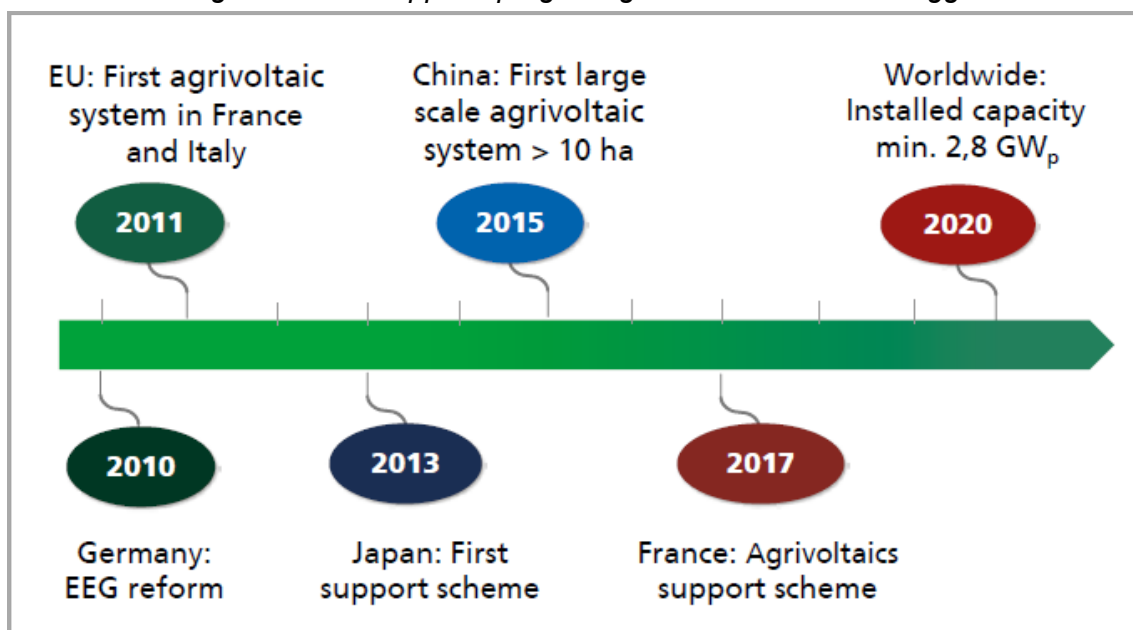 EU: First agrivoltaic
system in France
and Italy
China: First large
scale agrivoltaic
system > 10 ha
Worldwide:
Installed capacity
min. 2,8 GWp
2011
2015
2020
2010
2013
2017
Germany:
EEG reform
Japan: First
support scheme
France: Agrivoltaics
support scheme